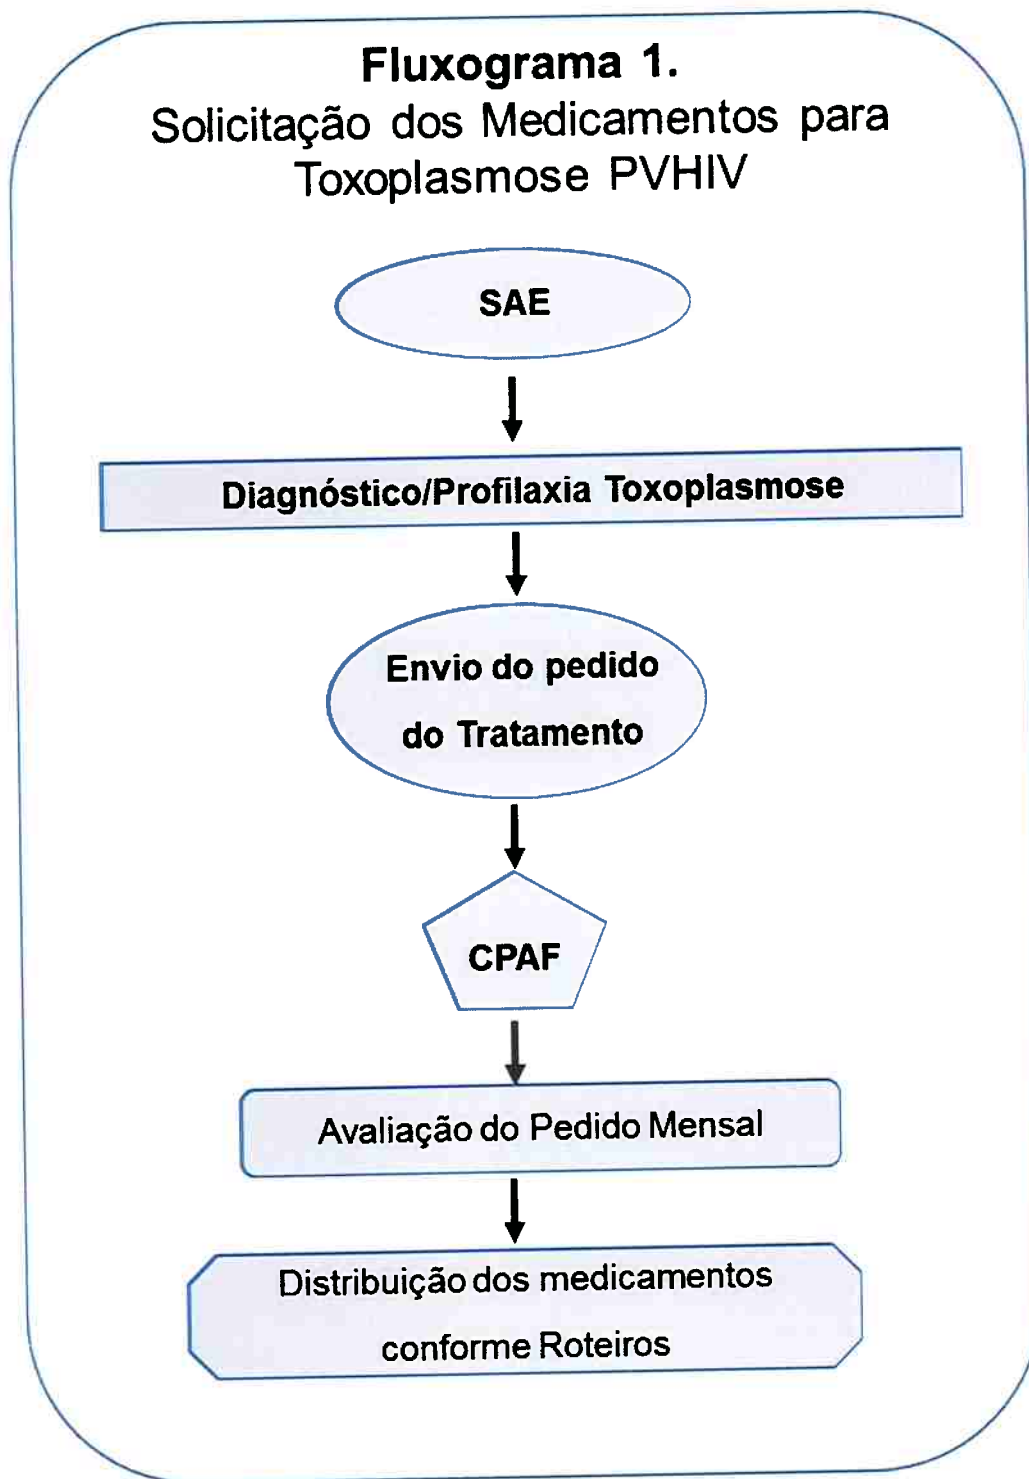 Fluxograma 1.
Solicitação dos Medicamentos para
Toxoplasmose PVHIV
SAE
Diagnóstico/Profilaxia Toxoplasmose
Envio do pedido
do Tratamento
CPAF
Avaliação do Pedido Mensal
Distribuição dos medicamentos
conforme Roteiros